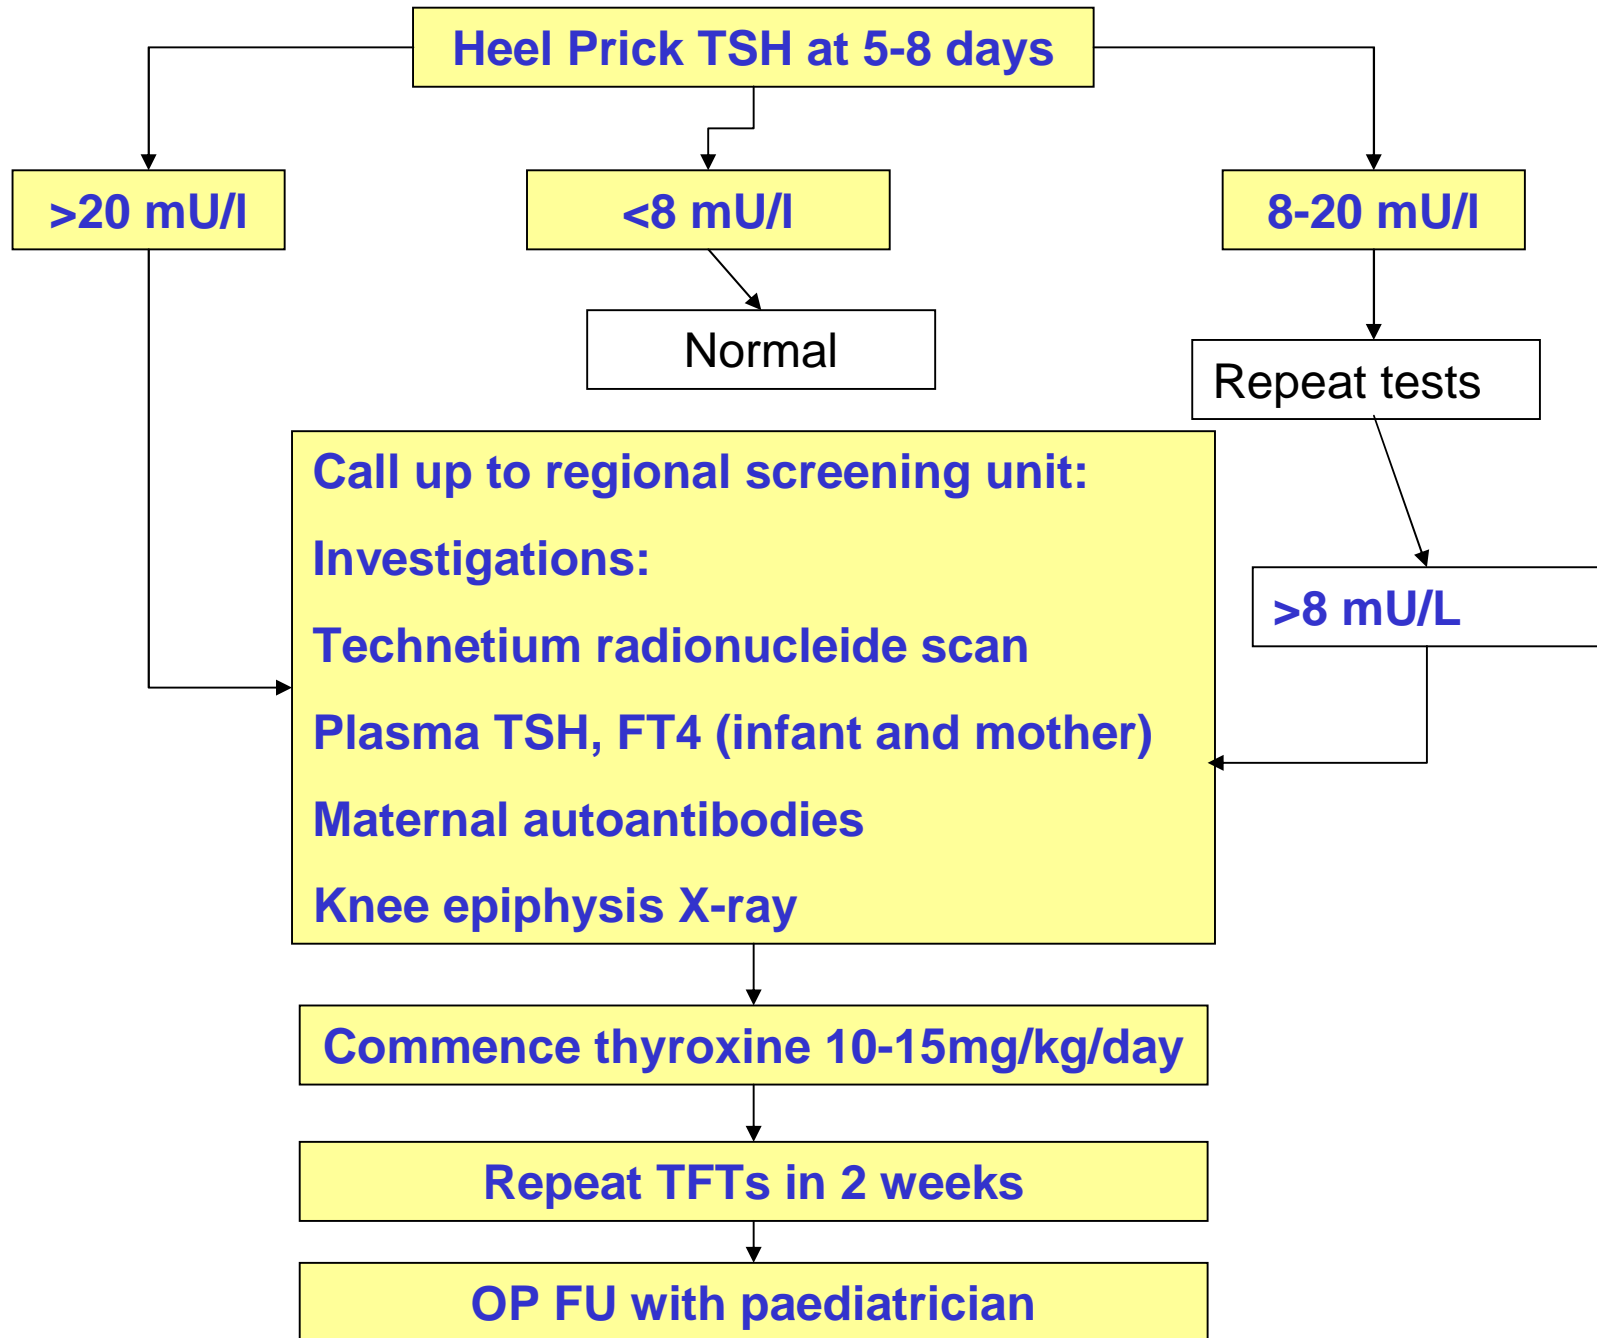 Heel Prick TSH at 5-8 days
>20 mU/l
<8 mU/l
8-20 mU/l
Normal
Repeat tests
Call up to regional screening unit:
Investigations:
Technetium radionucleide scan
Plasma TSH, FT4 (infant and mother)
Maternal autoantibodies
Knee epiphysis X-ray
>8 mU/L
Commence thyroxine 10-15mg/kg/day
Repeat TFTs in 2 weeks
OP FU with paediatrician